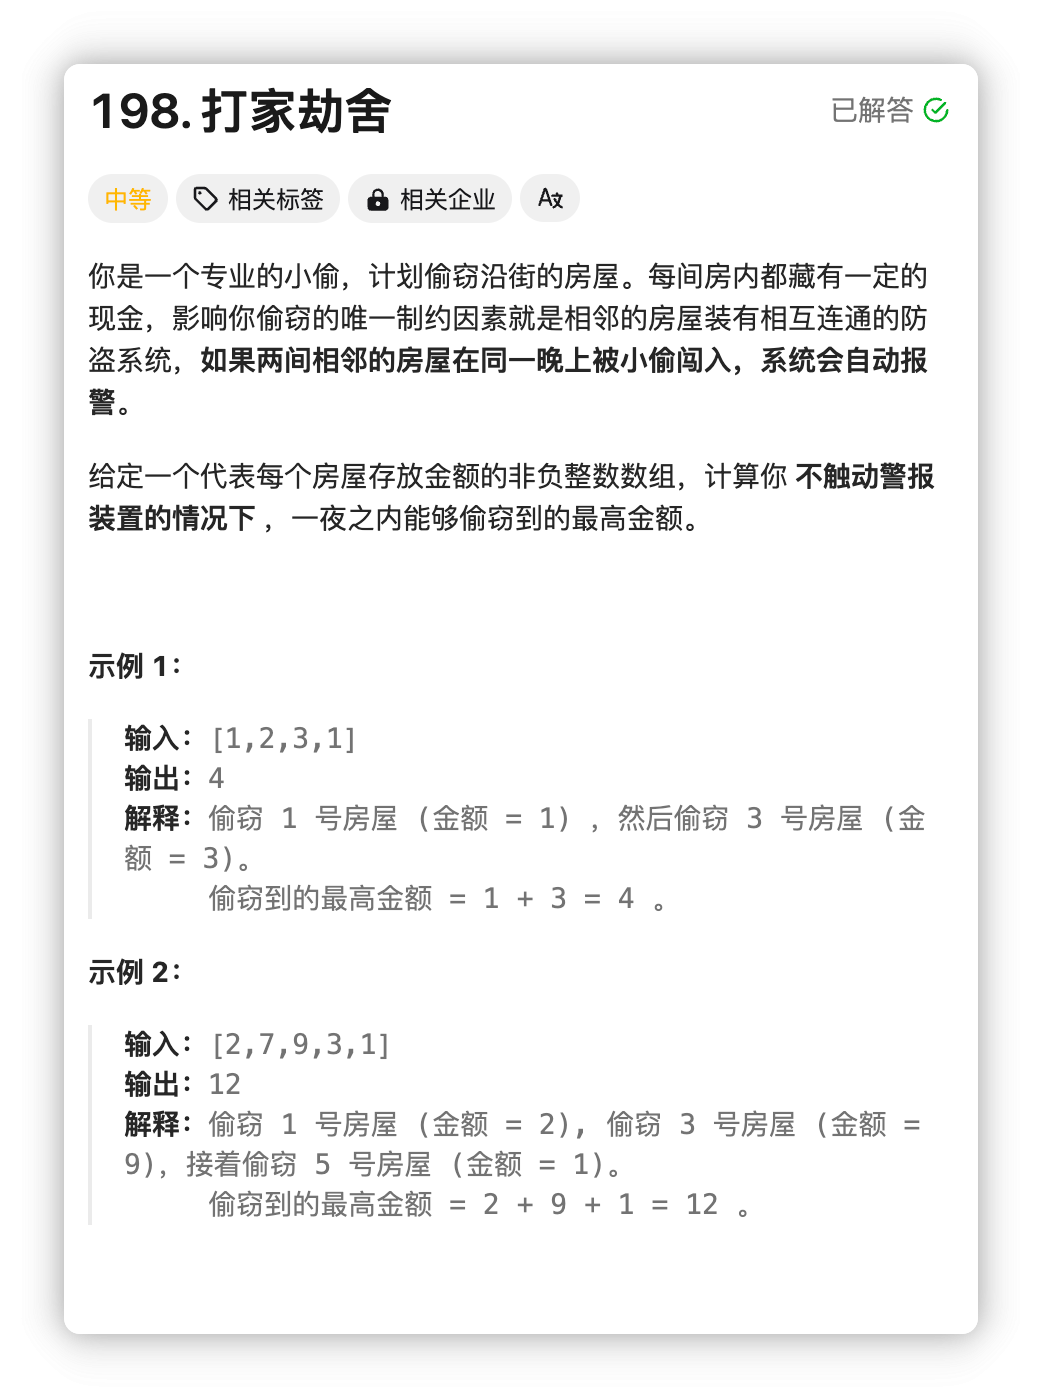 198. 打家劫舍
已解答
中等
相关标签
相关企业
A文
你是一个专业的小偷，计划偷窃沿街的房屋。每间房内都藏有一定的
现金，影响你偷窃的唯一制约因素就是相邻的房屋装有相互连通的防
盗系统，如果两间相邻的房屋在同一晚上被小偷闯入，系统会自动报
警。
给定一个代表每个房屋存放金额的非负整数数组，计算你 不触动警报
装置的情况下 ，一夜之内能够偷窃到的最高金额。
示例 1：
输入：[1,2,3,1]
输出：4
解释：偷窃 1 号房屋 (金额 = 1) ，然后偷窃 3 号房屋 (金
额 = 3)。
偷窃到的最高金额 = 1 + 3 = 4 。
示例 2：
输入：[2,7,9,3,1]
输出：12
解释：偷窃 1 号房屋 (金额 = 2), 偷窃 3 号房屋 (金额 =
9)，接着偷窃 5 号房屋 (金额 = 1)。
偷窃到的最高金额 = 2 + 9 + 1 = 12 。